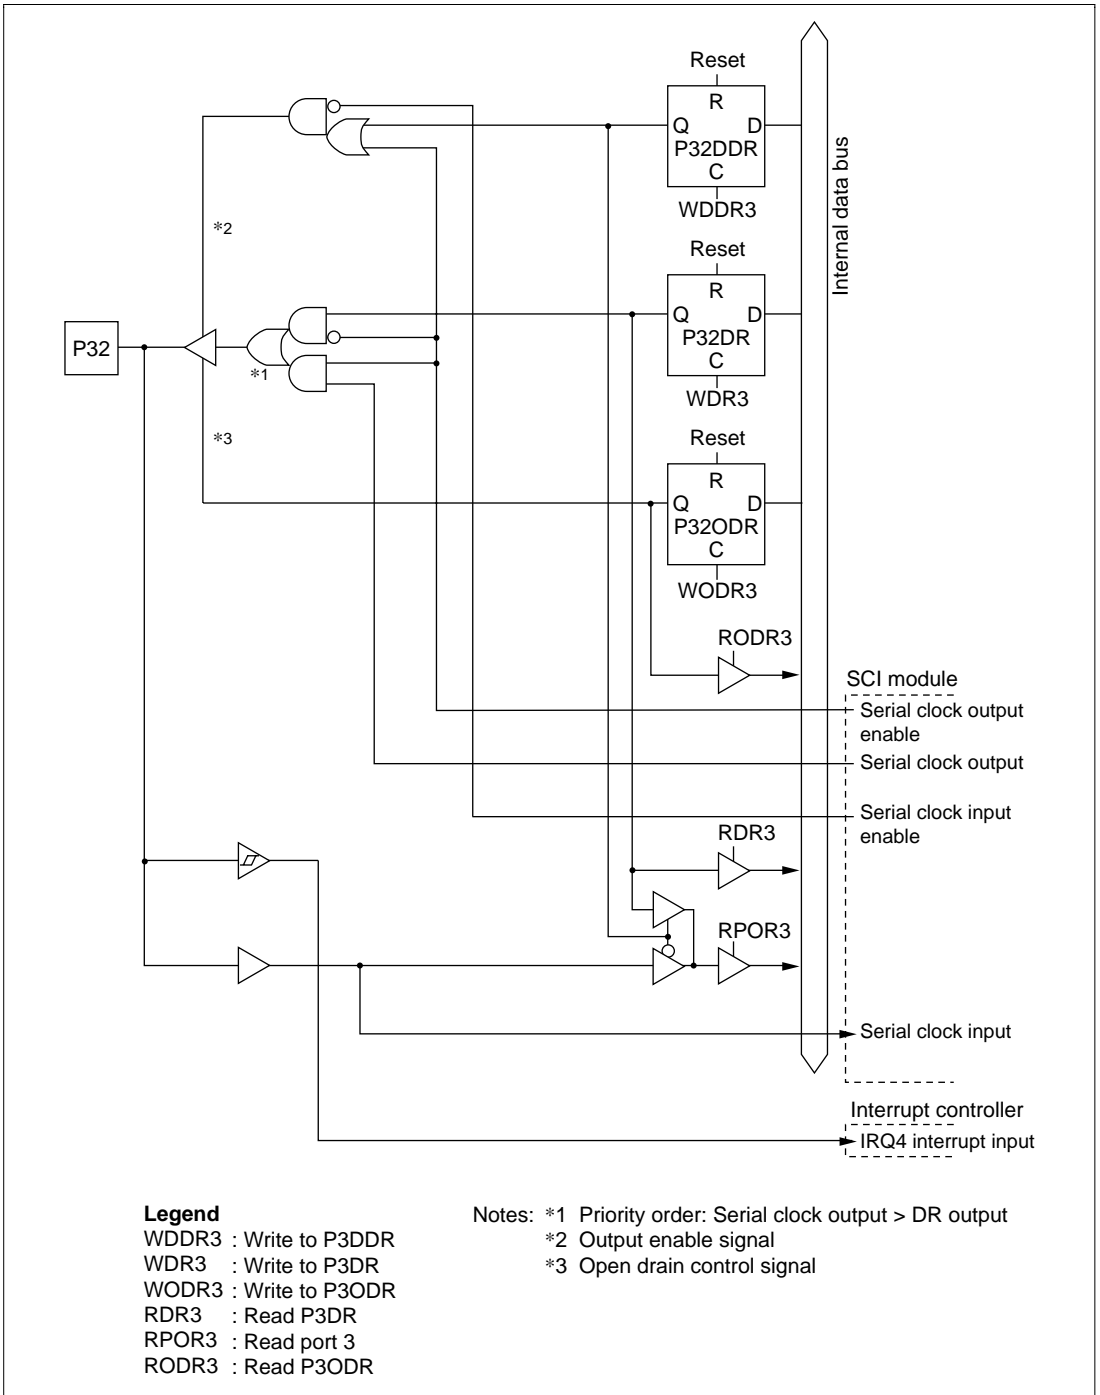 Reset
R
Q D
P32DDR
C
WDDR3
Internal data bus
*2
Reset
R
Q D
P32DR
C
WDR3
P32
*1
*3
Reset
R
Q D
P32ODR
C
WODR3
RODR3
SCI module
Serial clock output
enable
Serial clock output
Serial clock input
enable
RDR3
RPOR3
Serial clock input
Interrupt controller
IRQ4 interrupt input
Legend
WDDR3 : Write to P3DDR
WDR3 : Write to P3DR
WODR3 : Write to P3ODR
RDR3 : Read P3DR
RPOR3 : Read port 3
RODR3 : Read P3ODR
Notes: *1 Priority order: Serial clock output > DR output
*2 Output enable signal
*3 Open drain control signal